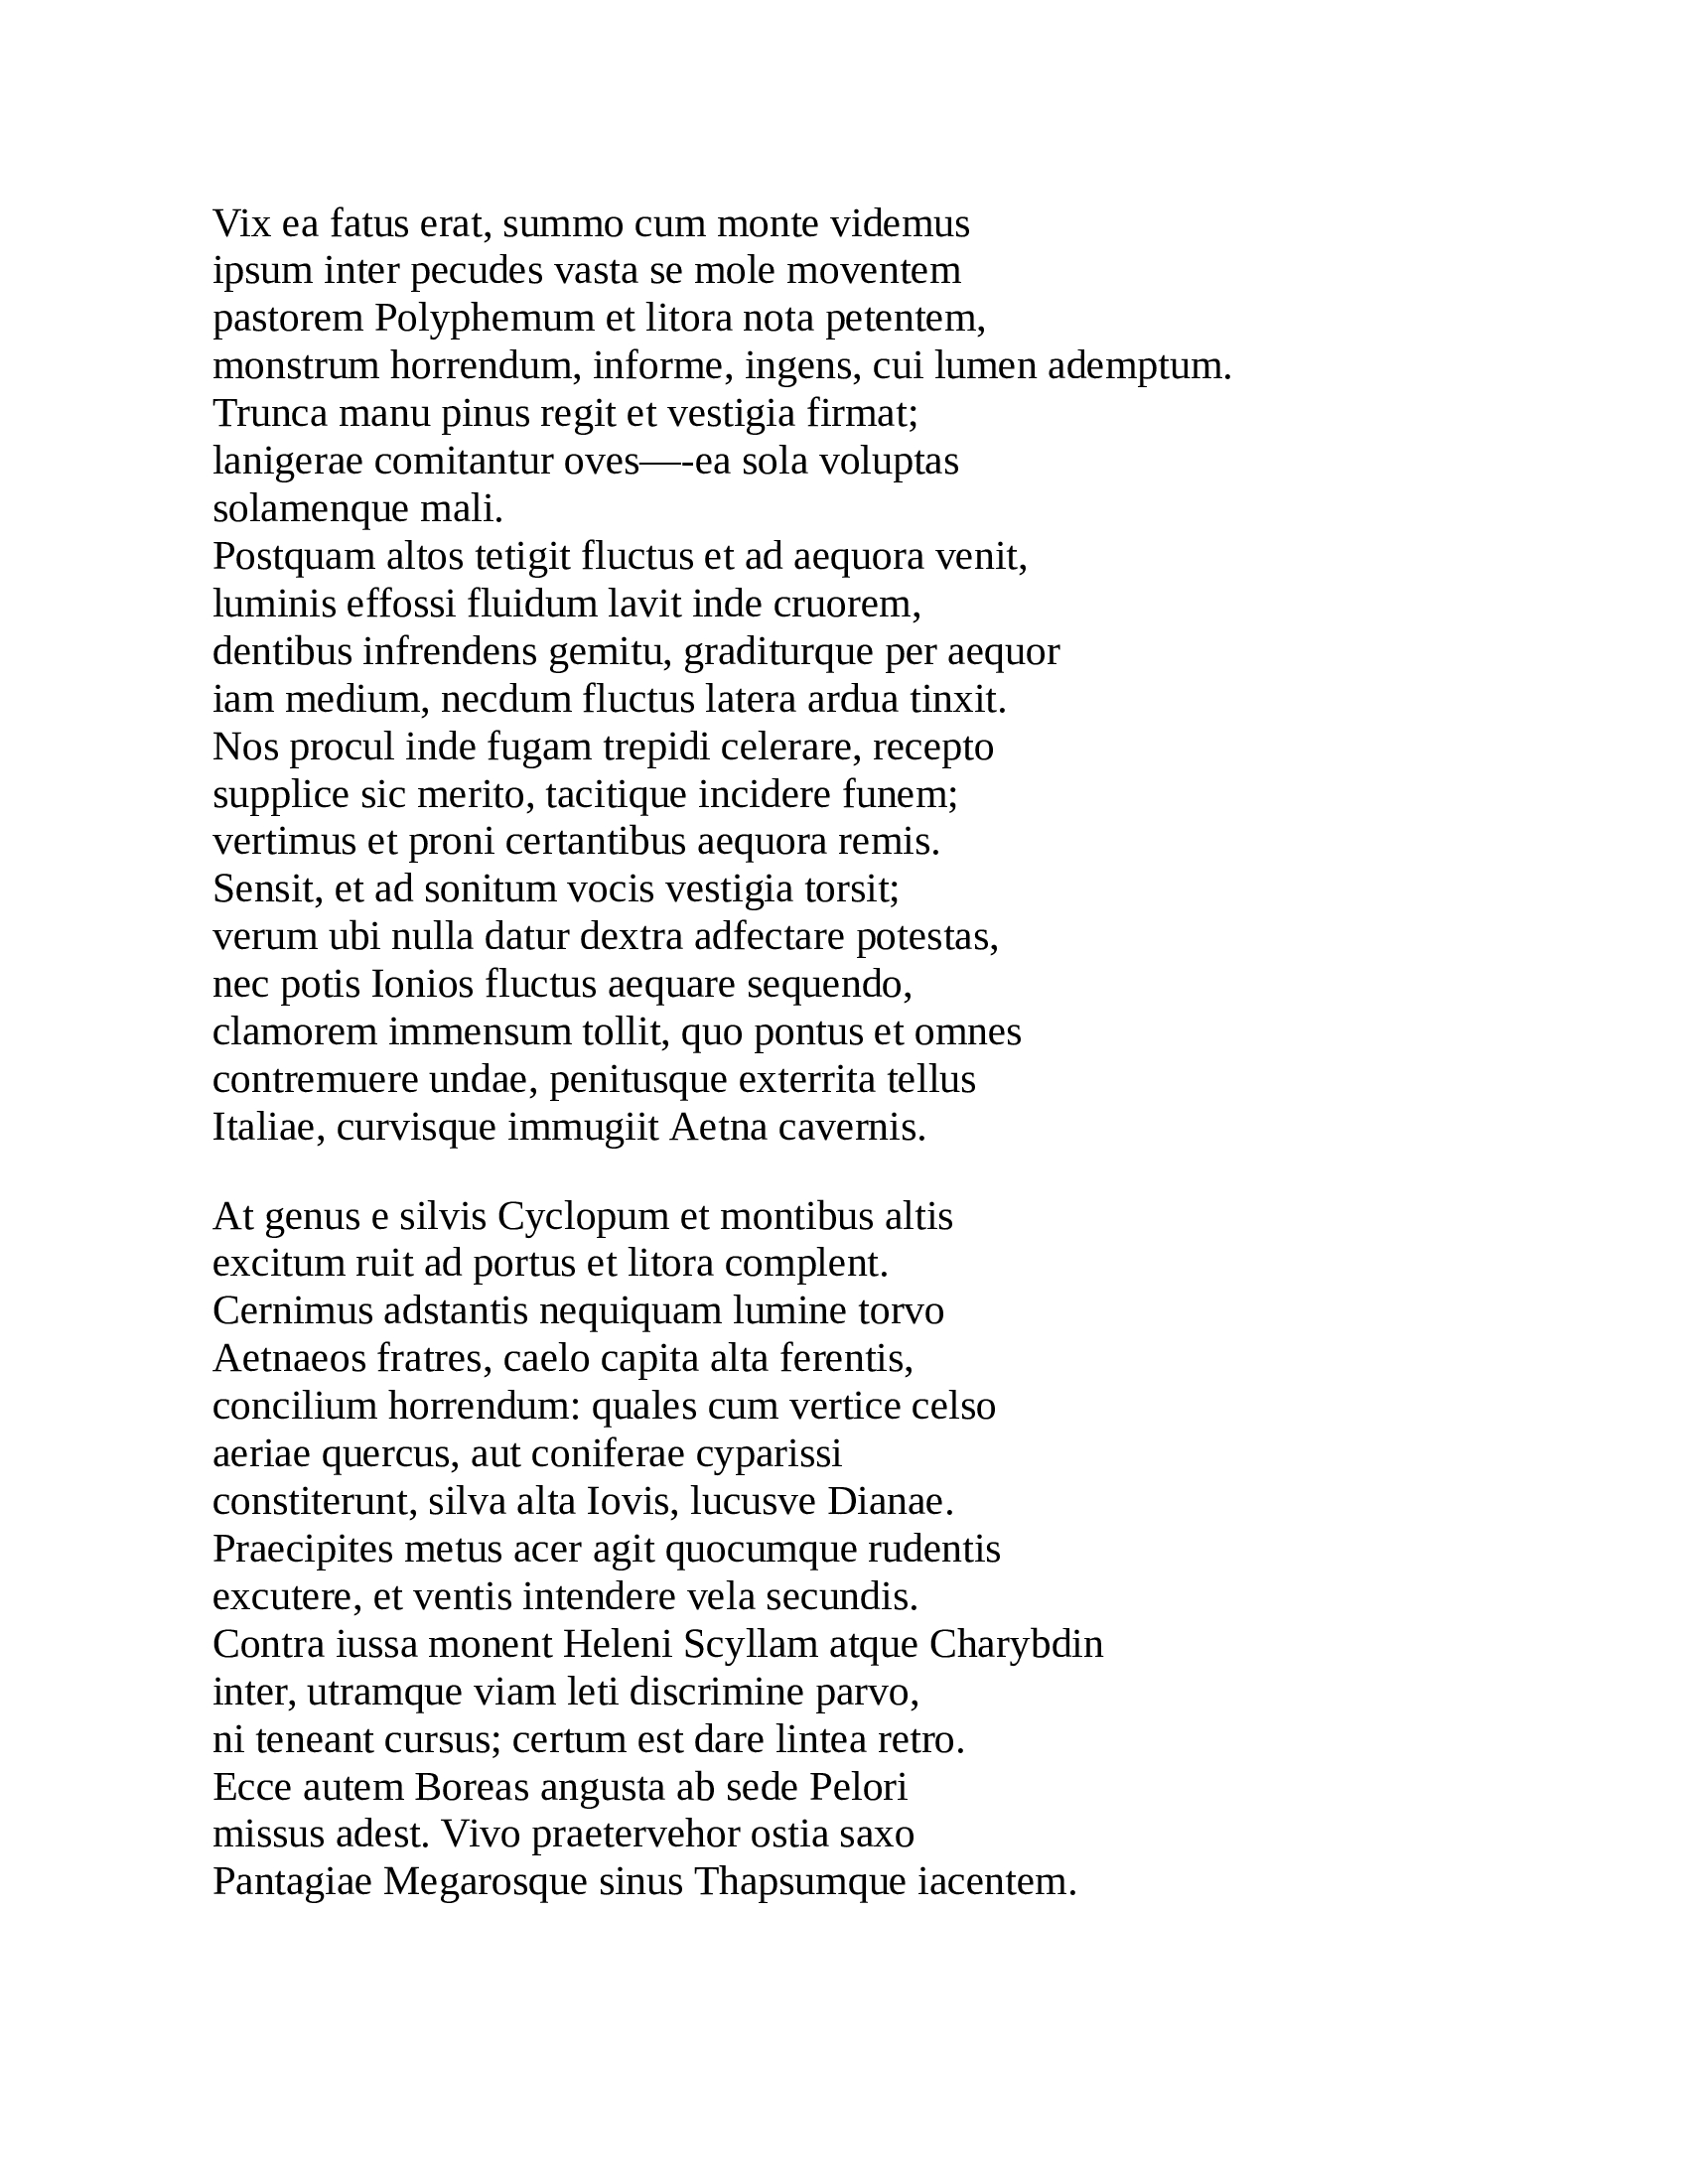 Vix ea fatus erat, summo cum monte videmus
ipsum inter pecudes vasta se mole moventem
pastorem Polyphemum et litora nota petentem,
monstrum horrendum, informe, ingens, cui lumen ademptum.
Trunca manu pinus regit et vestigia firmat;
lanigerae comitantur oves—-ea sola voluptas
solamenque mali.
Postquam altos tetigit fluctus et ad aequora venit,
luminis effossi fluidum lavit inde cruorem,
dentibus infrendens gemitu, graditurque per aequor
iam medium, necdum fluctus latera ardua tinxit.
Nos procul inde fugam trepidi celerare, recepto
supplice sic merito, tacitique incidere funem;
vertimus et proni certantibus aequora remis.
Sensit, et ad sonitum vocis vestigia torsit;
verum ubi nulla datur dextra adfectare potestas,
nec potis Ionios fluctus aequare sequendo,
clamorem immensum tollit, quo pontus et omnes
contremuere undae, penitusque exterrita tellus
Italiae, curvisque immugiit Aetna cavernis.

At genus e silvis Cyclopum et montibus altis
excitum ruit ad portus et litora complent.
Cernimus adstantis nequiquam lumine torvo
Aetnaeos fratres, caelo capita alta ferentis,
concilium horrendum: quales cum vertice celso
aeriae quercus, aut coniferae cyparissi
constiterunt, silva alta Iovis, lucusve Dianae.
Praecipites metus acer agit quocumque rudentis
excutere, et ventis intendere vela secundis.
Contra iussa monent Heleni Scyllam atque Charybdin
inter, utramque viam leti discrimine parvo,
ni teneant cursus; certum est dare lintea retro.
Ecce autem Boreas angusta ab sede Pelori
missus adest. Vivo praetervehor ostia saxo
Pantagiae Megarosque sinus Thapsumque iacentem.